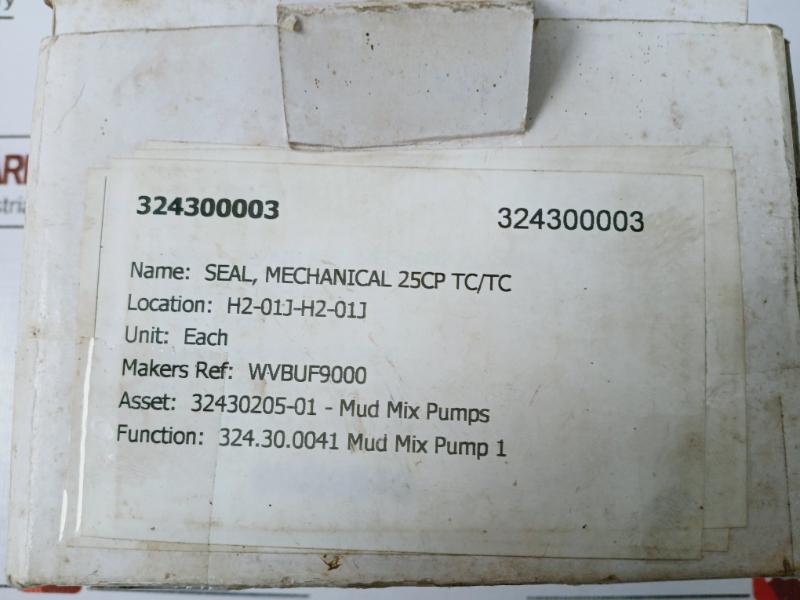 324300003 324300003
Name: SEAL, MECHANICAL 25CP TC/TC
Location: H2-01J-H2-01J
Unit: Each
Makers Ref: WVBUF9000
Asset: 32430205-01 - Mud Mix Pumps
Function: 324.30.0041 Mud Mix Pump 1